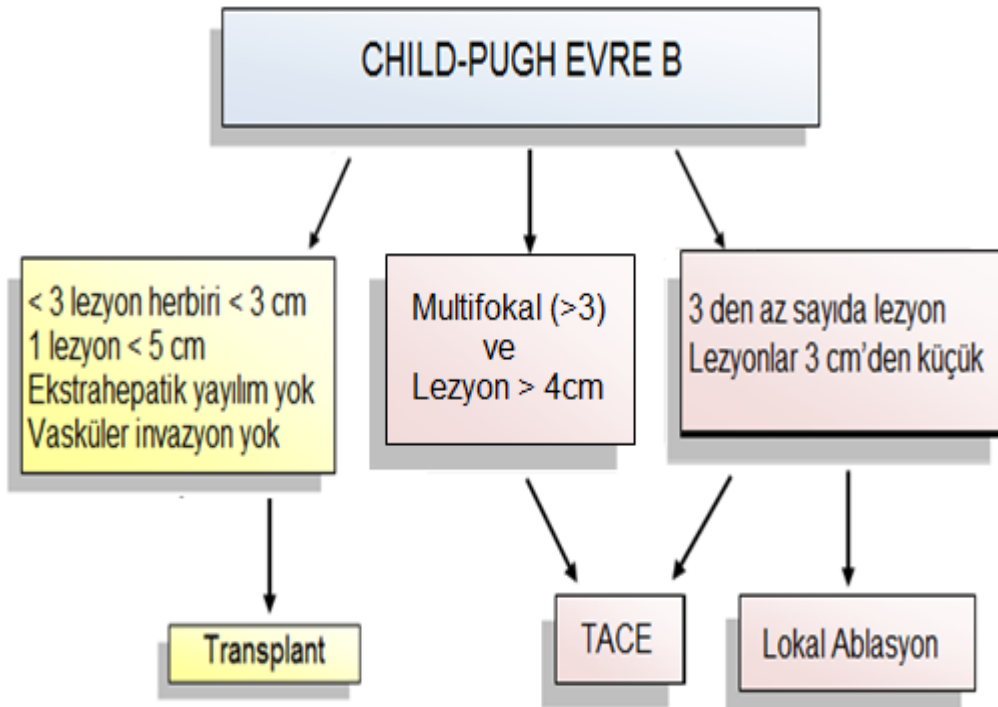 CHILD-PUGH EVRE B
< 3 lezyon herbiri < 3 cm
1 lezyon < 5 cm
Ekstrahepatik yayılım yok
Vasküler invazyon yok
Multifokal (>3)
ve
Lezyon > 4cm
3 den az sayıda lezyon
Lezyonlar 3 cm'den küçük
Transplant
TACE
Lokal Ablasyon